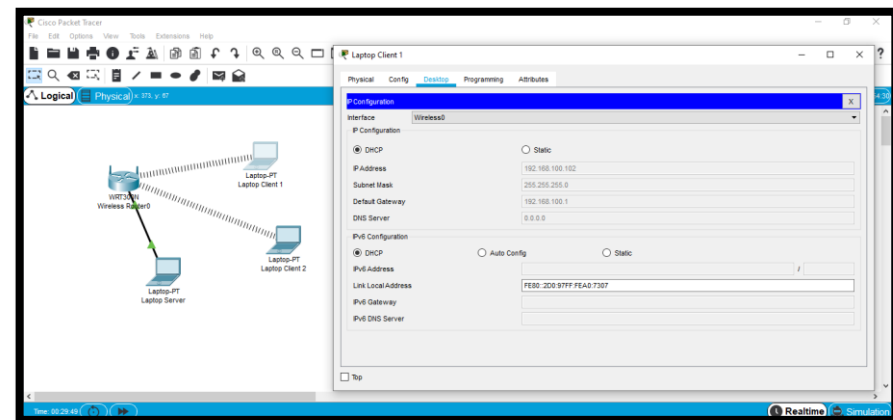 Cisco Packet Tracer
File Edit Options View Tools Extensions Help
Logical
Physical x: 373, y: 67
Laptop-PT
Laptop Client 1
WRT300N
Wireless Router0
Laptop-PT
Laptop Client 2
Laptop-PT
Laptop Server
Time: 00:29:49
Realtime
Simulation
Laptop Client 1
Physical Config Desktop Programming Attributes
IP Configuration
X
Interface Wireless0
IP Configuration
DHCP Static
IP Address 192.168.100.102
Subnet Mask 255.255.255.0
Default Gateway 192.168.100.1
DNS Server 0.0.0.0
IPv6 Configuration
DHCP Auto Config Static
IPv6 Address /
Link Local Address FE80::2D0:97FF:FEA0:7307
IPv6 Gateway
IPv6 DNS Server
Top